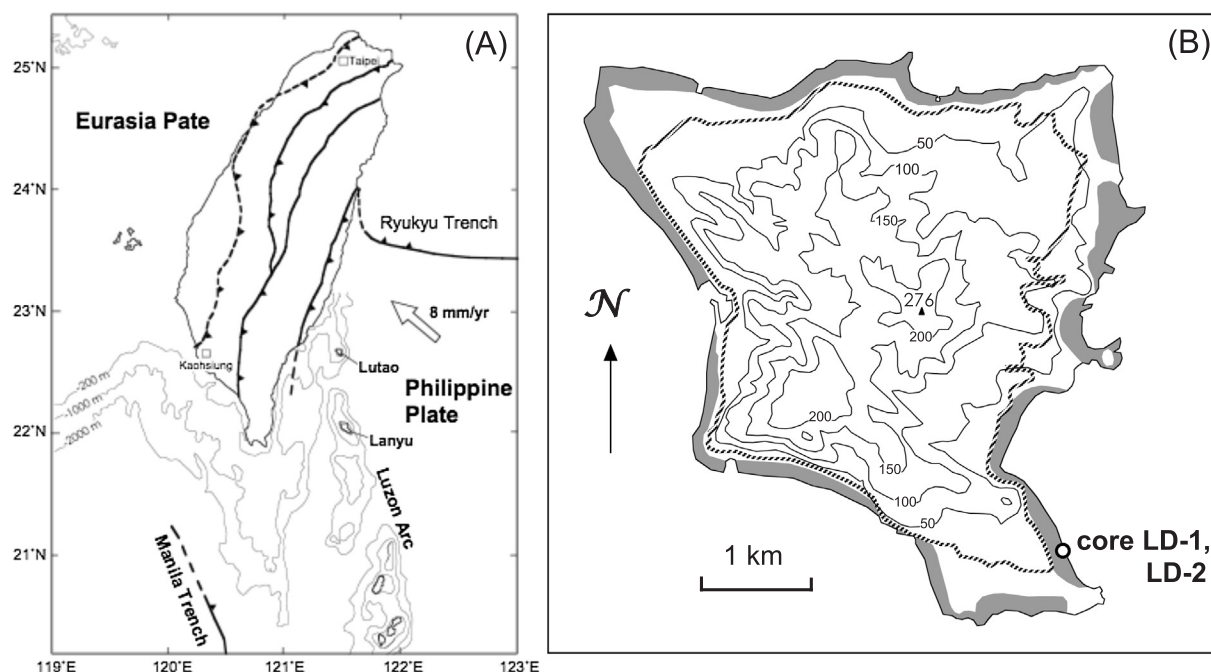 (A)
25°N
24°N
23°N
22°N
21°N
119°E
120°E
121°E
122°E
123°E
Taipei
Eurasia Pate
Ryukyu Trench
8 mm/yr
Kaohsiung
Lutao
Philippine
Plate
-200 m
-1000 m
-2000 m
Lanyu
Luzon Arc
Manila Trench
(B)
50
100
150
276
200
N
200
150
100
50
1 km
core LD-1,
LD-2